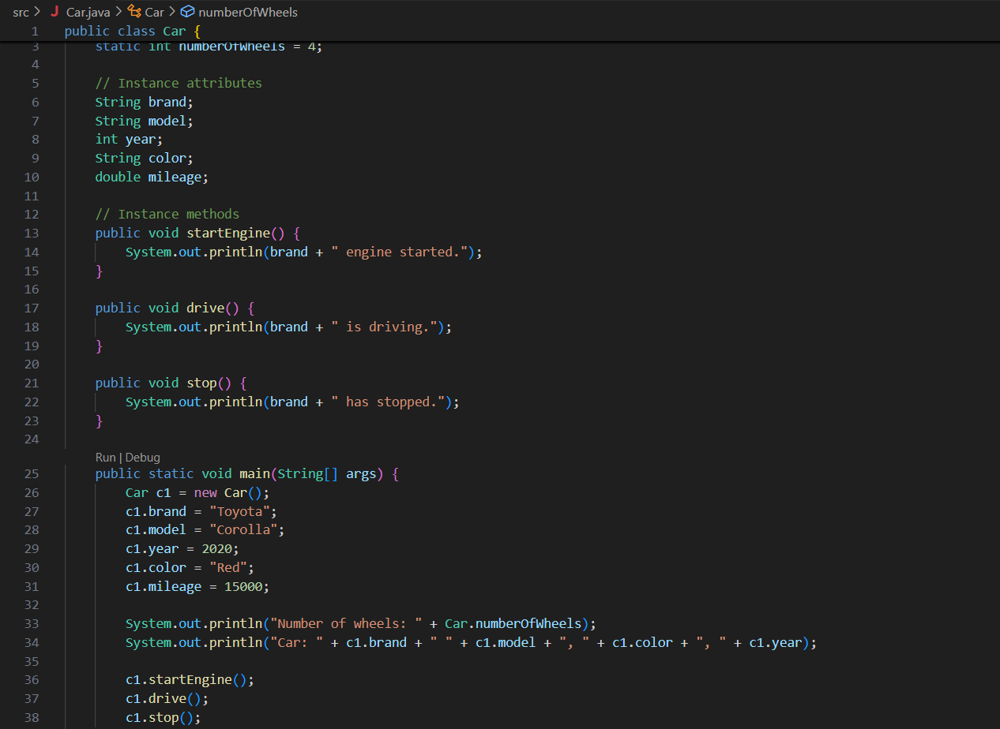 src > J Car.java > Car > numberOfWheels
1 public class Car {
3 static int numberOfWheels = 4;
4
5 // Instance attributes
6 String brand;
7 String model;
8 int year;
9 String color;
10 double mileage;
11
12 // Instance methods
13 public void startEngine() {
14 System.out.println(brand + " engine started.");
15 }
16
17 public void drive() {
18 System.out.println(brand + " is driving.");
19 }
20
21 public void stop() {
22 System.out.println(brand + " has stopped.");
23 }
24
Run | Debug
25 public static void main(String[] args) {
26 Car c1 = new Car();
27 c1.brand = "Toyota";
28 c1.model = "Corolla";
29 c1.year = 2020;
30 c1.color = "Red";
31 c1.mileage = 15000;
32
33 System.out.println("Number of wheels: " + Car.numberOfWheels);
34 System.out.println("Car: " + c1.brand + " " + c1.model + ", " + c1.color + ", " + c1.year);
35
36 c1.startEngine();
37 c1.drive();
38 c1.stop();